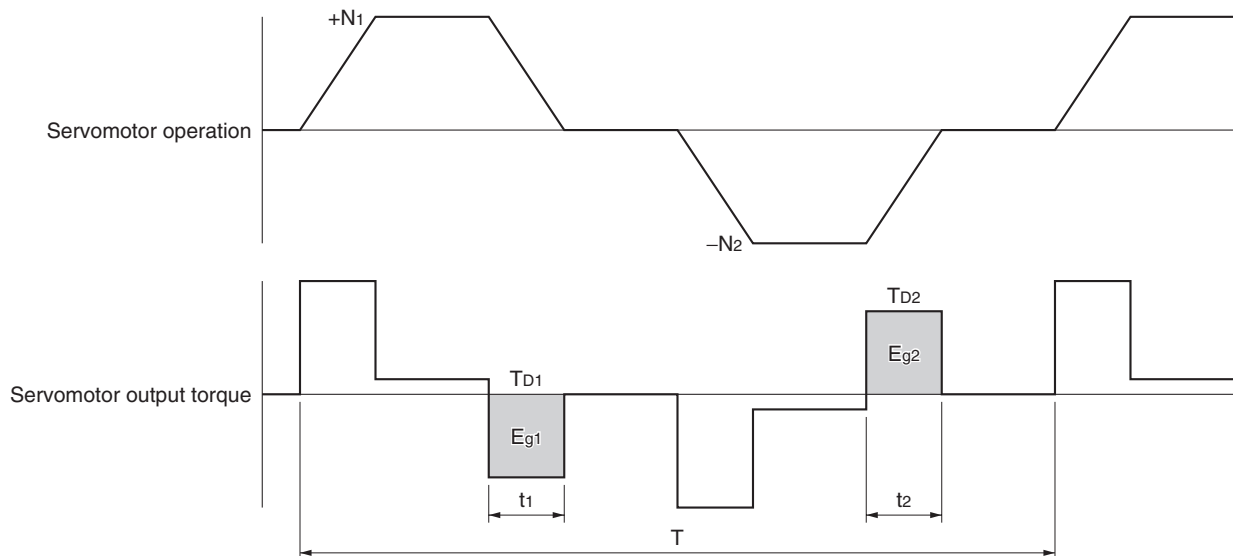 +N1
Servomotor operation
–N2
TD2
Eg2
TD1
Servomotor output torque
Eg1
t1
t2
T